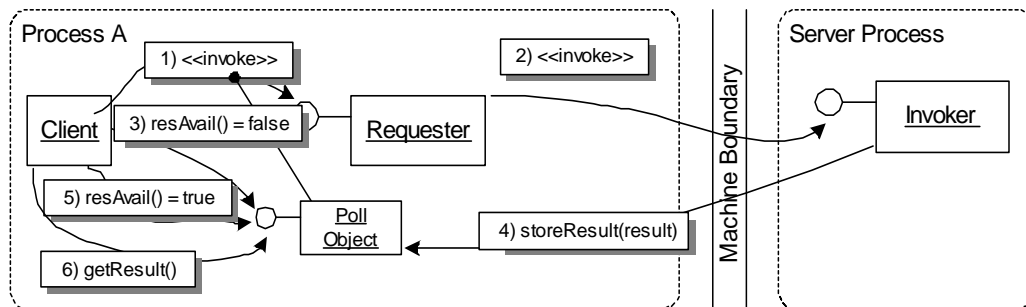 Process A
1) <<invoke>>
2) <<invoke>>
Server Process
Client
3) resAvail() = false
Requester
Invoker
Machine Boundary
5) resAvail() = true
Poll
Object
4) storeResult(result)
6) getResult()